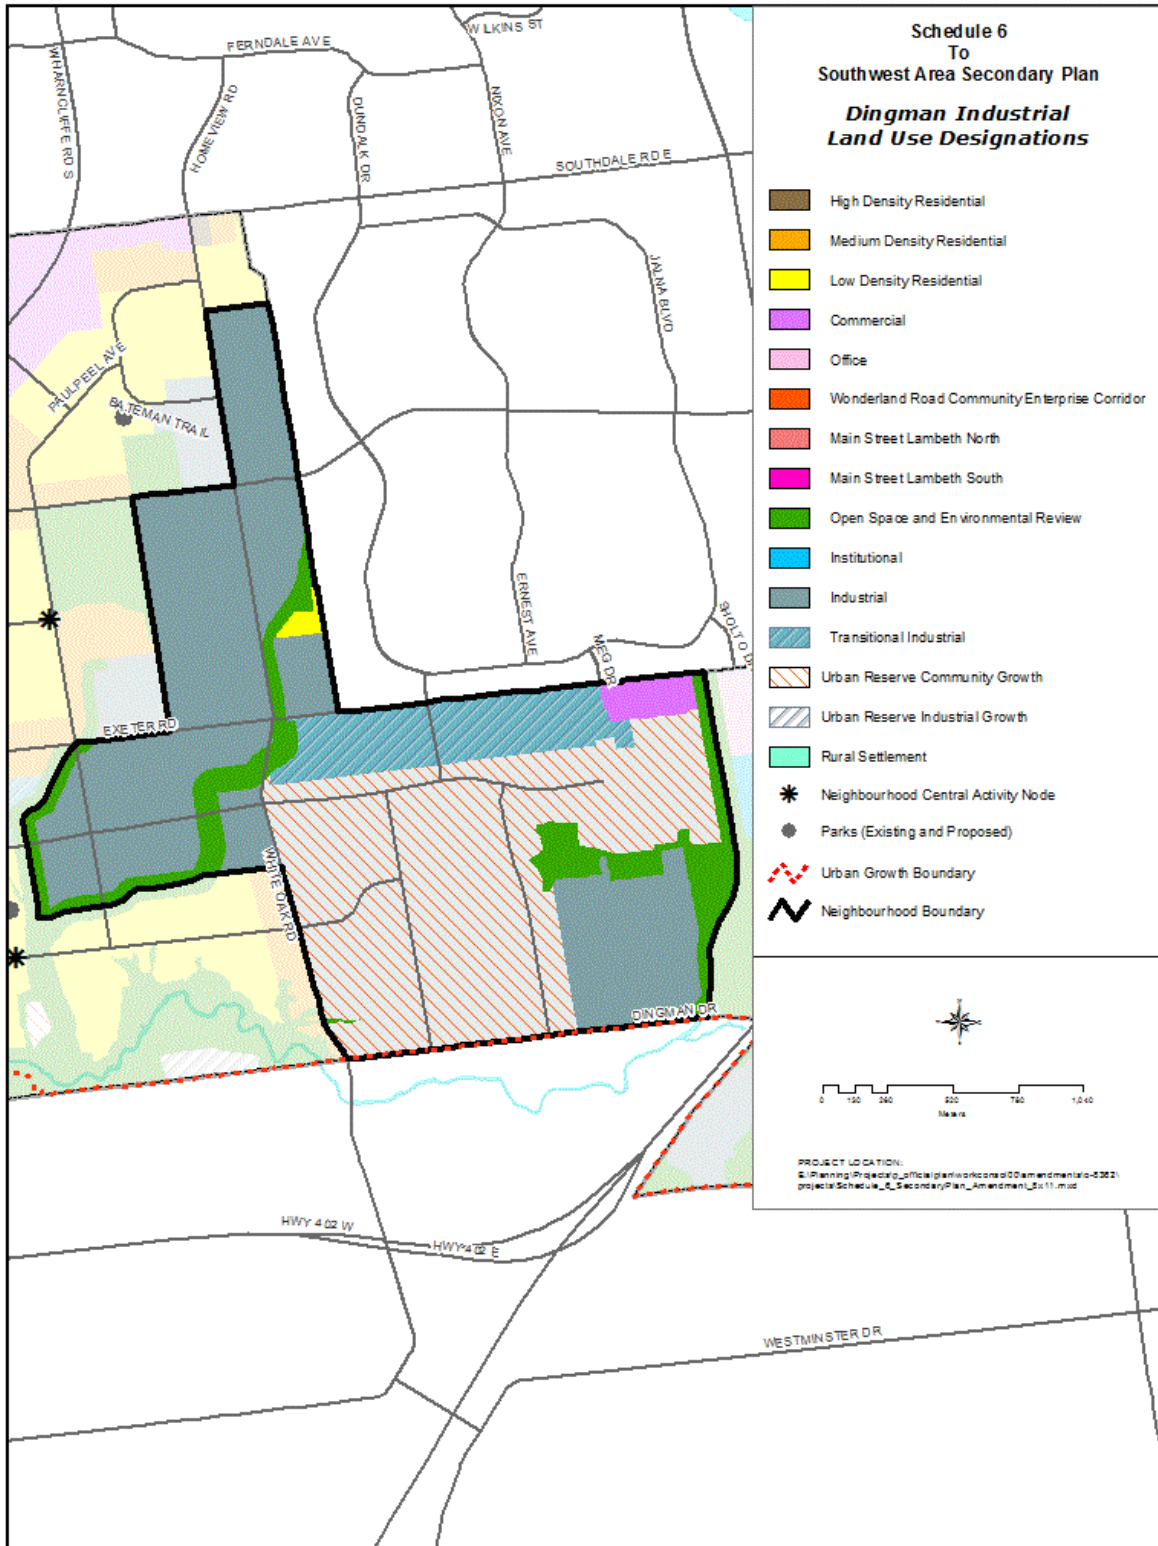 Schedule 6
To
Southwest Area Secondary Plan
Dingman Industrial
Land Use Designations
High Density Residential
Medium Density Residential
Low Density Residential
Commercial
Office
Wonderland Road Community Enterprise Corridor
Main Street Lambeth North
Main Street Lambeth South
Open Space and Environmental Review
Institutional
Industrial
Transitional Industrial
Urban Reserve Community Growth
Urban Reserve Industrial Growth
Rural Settlement
Neighbourhood Central Activity Node
Parks (Existing and Proposed)
Urban Growth Boundary
Neighbourhood Boundary
Meters
PROJECT LOCATION:
WILKINS ST
FERNDALE AVE
WHARNCLIFFE RD S
HOMEVIEW RD
DUNDALK DR
NIXON AVE
SOUTHDALE RD E
JALNA BLVD
PAULPEEL AVE
BATEMAN TRAIL
ERNEST AVE
MEG DR
SHOLTO DR
EXETER RD
WHITE OAK RD
DINGMAN DR
HWY 402 W
HWY 402 E
WESTMINSTER DR